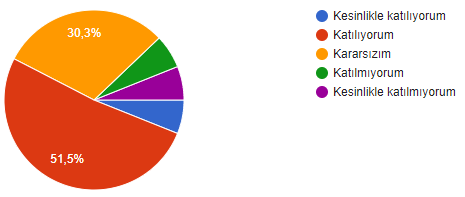 30,3%
51,5%
Kesinlikle katılıyorum
Katılıyorum
Kararsızım
Katılmıyorum
Kesinlikle katılmıyorum